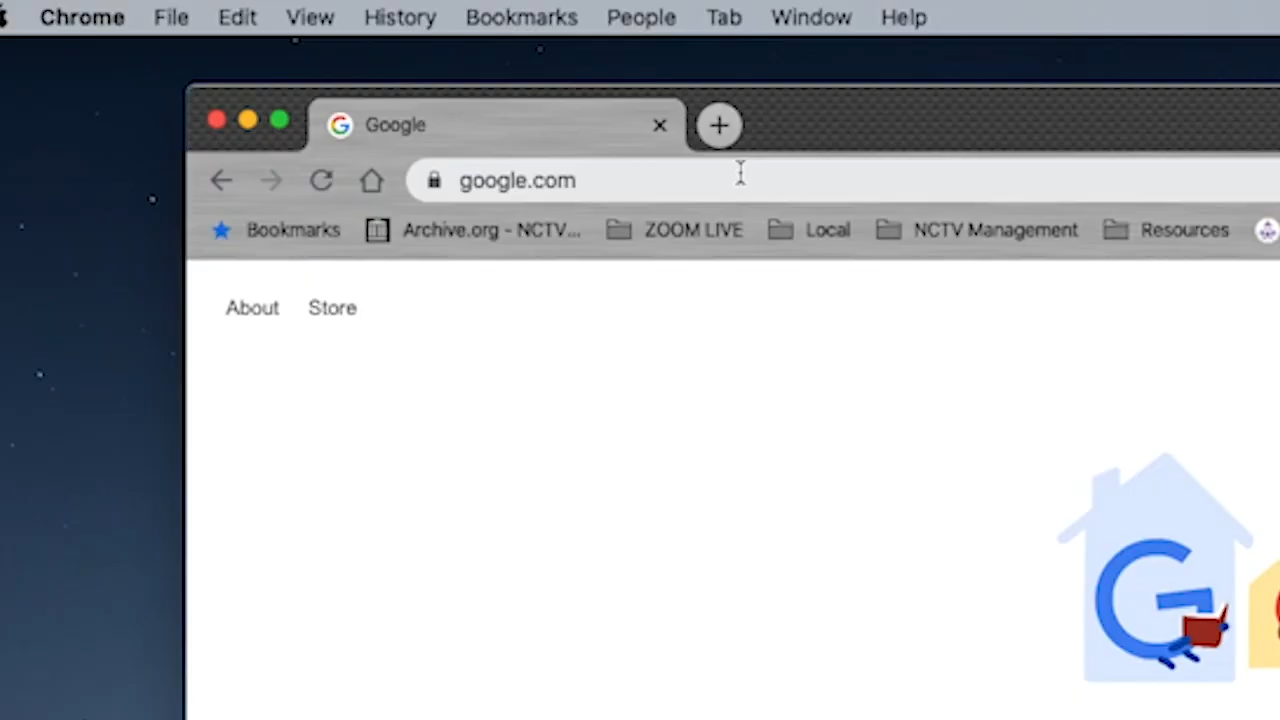 Chrome File Edit View History Bookmarks People Tab Window Help
Google
google.com
Bookmarks Archive.org - NCTV... ZOOM LIVE Local NCTV Management Resources
About Store
G